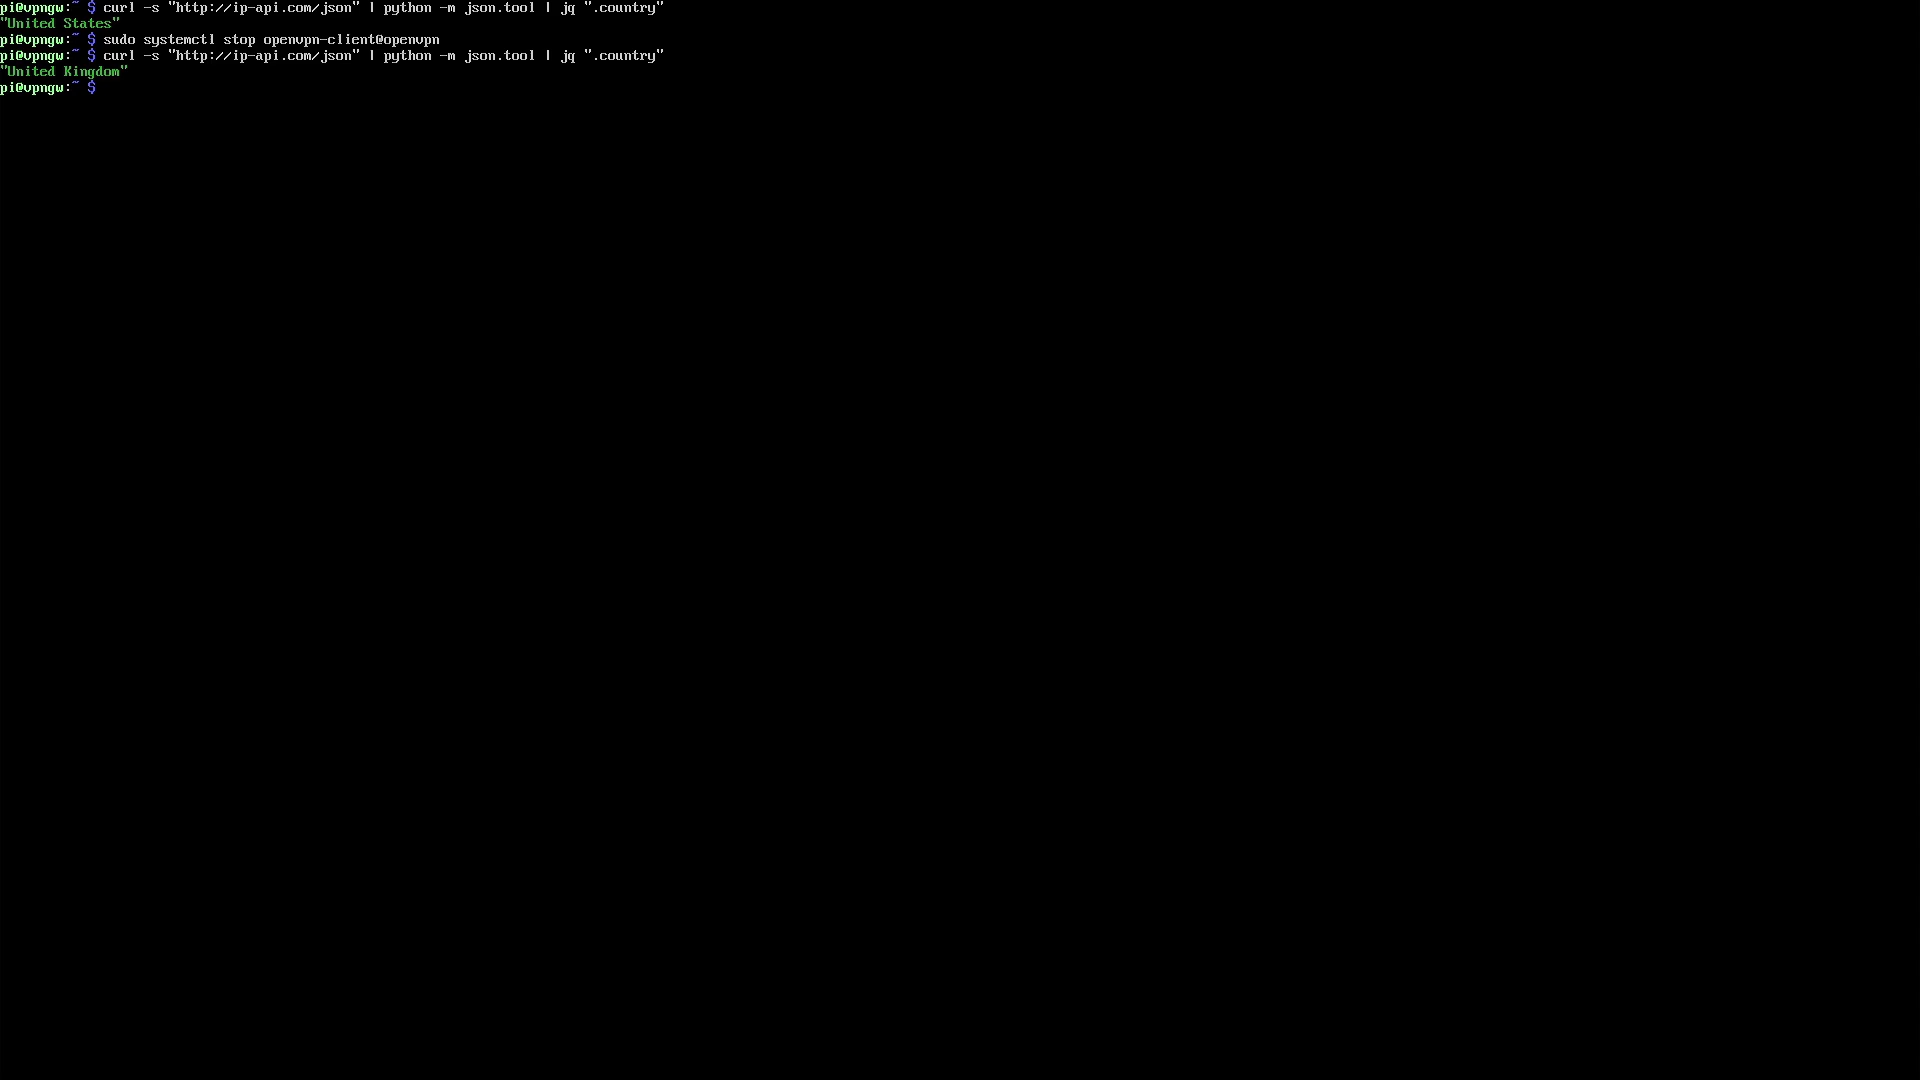 pi@vpngw:~ $ curl -s "http://ip-api.com/json" | python -m json.tool | jq ".country"
"United States"
pi@vpngw:~ $ sudo systemctl stop openvpn-client@openvpn
pi@vpngw:~ $ curl -s "http://ip-api.com/json" | python -m json.tool | jq ".country"
"United Kingdom"
pi@vpngw:~ $